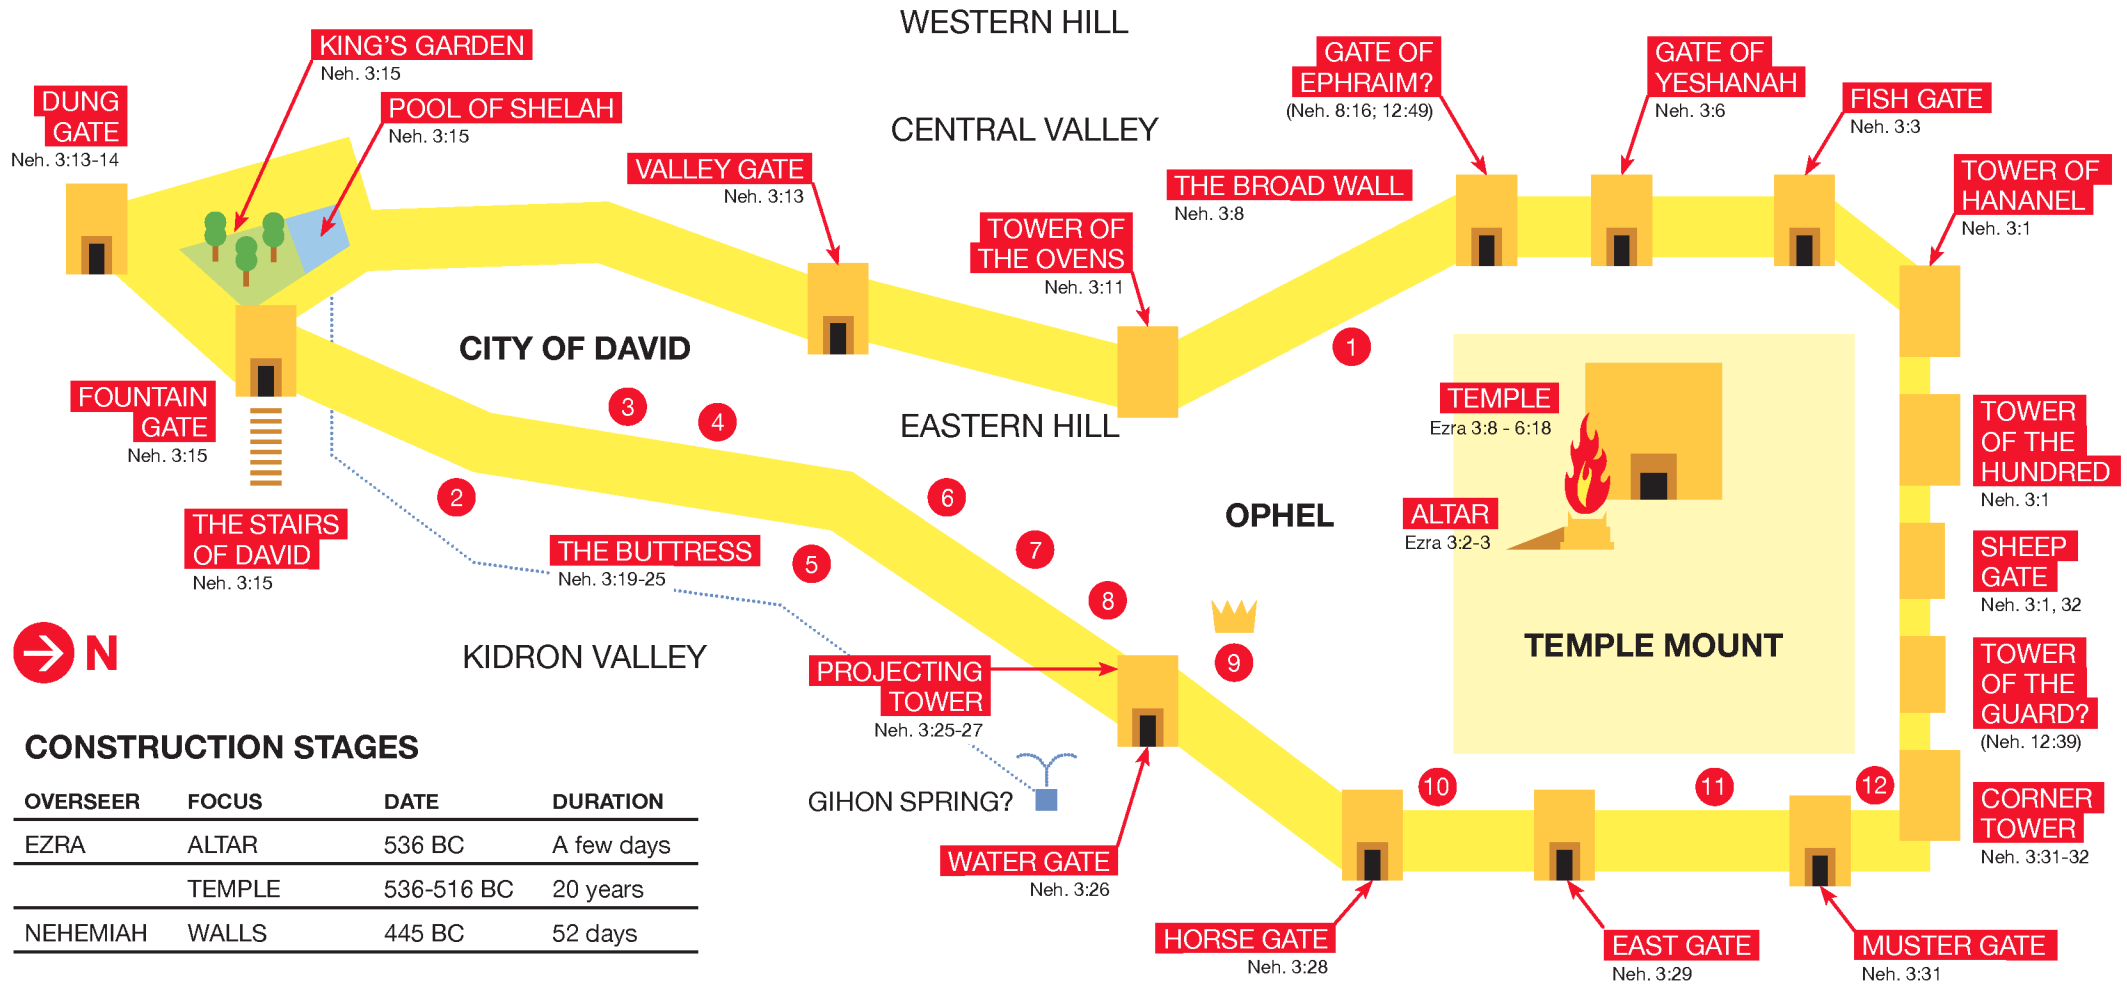 WESTERN HILL
KING'S GARDEN
Neh. 3:15
GATE OF
EPHRAIM?
(Neh. 8:16; 12:49)
GATE OF
YESHANAH
Neh. 3:6
DUNG
GATE
Neh. 3:13-14
POOL OF SHELAH
Neh. 3:15
FISH GATE
Neh. 3:3
CENTRAL VALLEY
VALLEY GATE
Neh. 3:13
THE BROAD WALL
Neh. 3:8
TOWER OF
HANANEL
Neh. 3:1
TOWER OF
THE OVENS
Neh. 3:11
CITY OF DAVID
1
3
4
EASTERN HILL
TEMPLE
Ezra 3:8 - 6:18
FOUNTAIN
GATE
Neh. 3:15
TOWER
OF THE
HUNDRED
Neh. 3:1
2
6
OPHEL
ALTAR
Ezra 3:2-3
THE STAIRS
OF DAVID
Neh. 3:15
THE BUTTRESS
Neh. 3:19-25
5
7
8
SHEEP
GATE
Neh. 3:1, 32
N
KIDRON VALLEY
PROJECTING
TOWER
Neh. 3:25-27
9
TEMPLE MOUNT
TOWER
OF THE
GUARD?
(Neh. 12:39)
GIHON SPRING?
10
11
12
CORNER
TOWER
Neh. 3:31-32
WATER GATE
Neh. 3:26
HORSE GATE
Neh. 3:28
EAST GATE
Neh. 3:29
MUSTER GATE
Neh. 3:31
CONSTRUCTION STAGES
OVERSEER FOCUS DATE DURATION
EZRA ALTAR 536 BC A few days
TEMPLE 536-516 BC 20 years
NEHEMIAH WALLS 445 BC 52 days